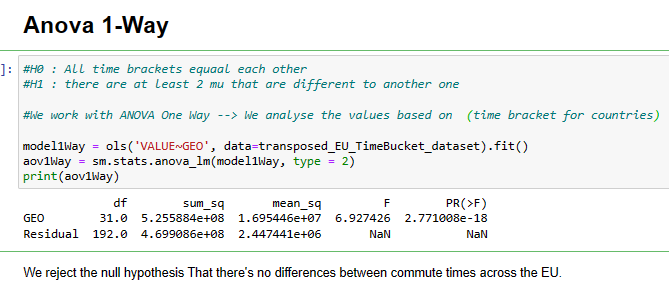 Anova 1-Way
]: #H0 : All time brackets equaal each other
#H1 : there are at least 2 mu that are different to another one
#We work with ANOVA One Way --> We analyse the values based on  (time bracket for countries)
model1Way = ols('VALUE~GEO', data=transposed_EU_TimeBucket_dataset).fit()
aov1Way = sm.stats.anova_lm(model1Way, type = 2)
print(aov1Way)
df sum_sq mean_sq F PR(>F)
GEO 31.0 5.255884e+08 1.695446e+07 6.927426 2.771008e-18
Residual 192.0 4.699086e+08 2.447441e+06 NaN NaN
We reject the null hypothesis That there's no differences between commute times across the EU.